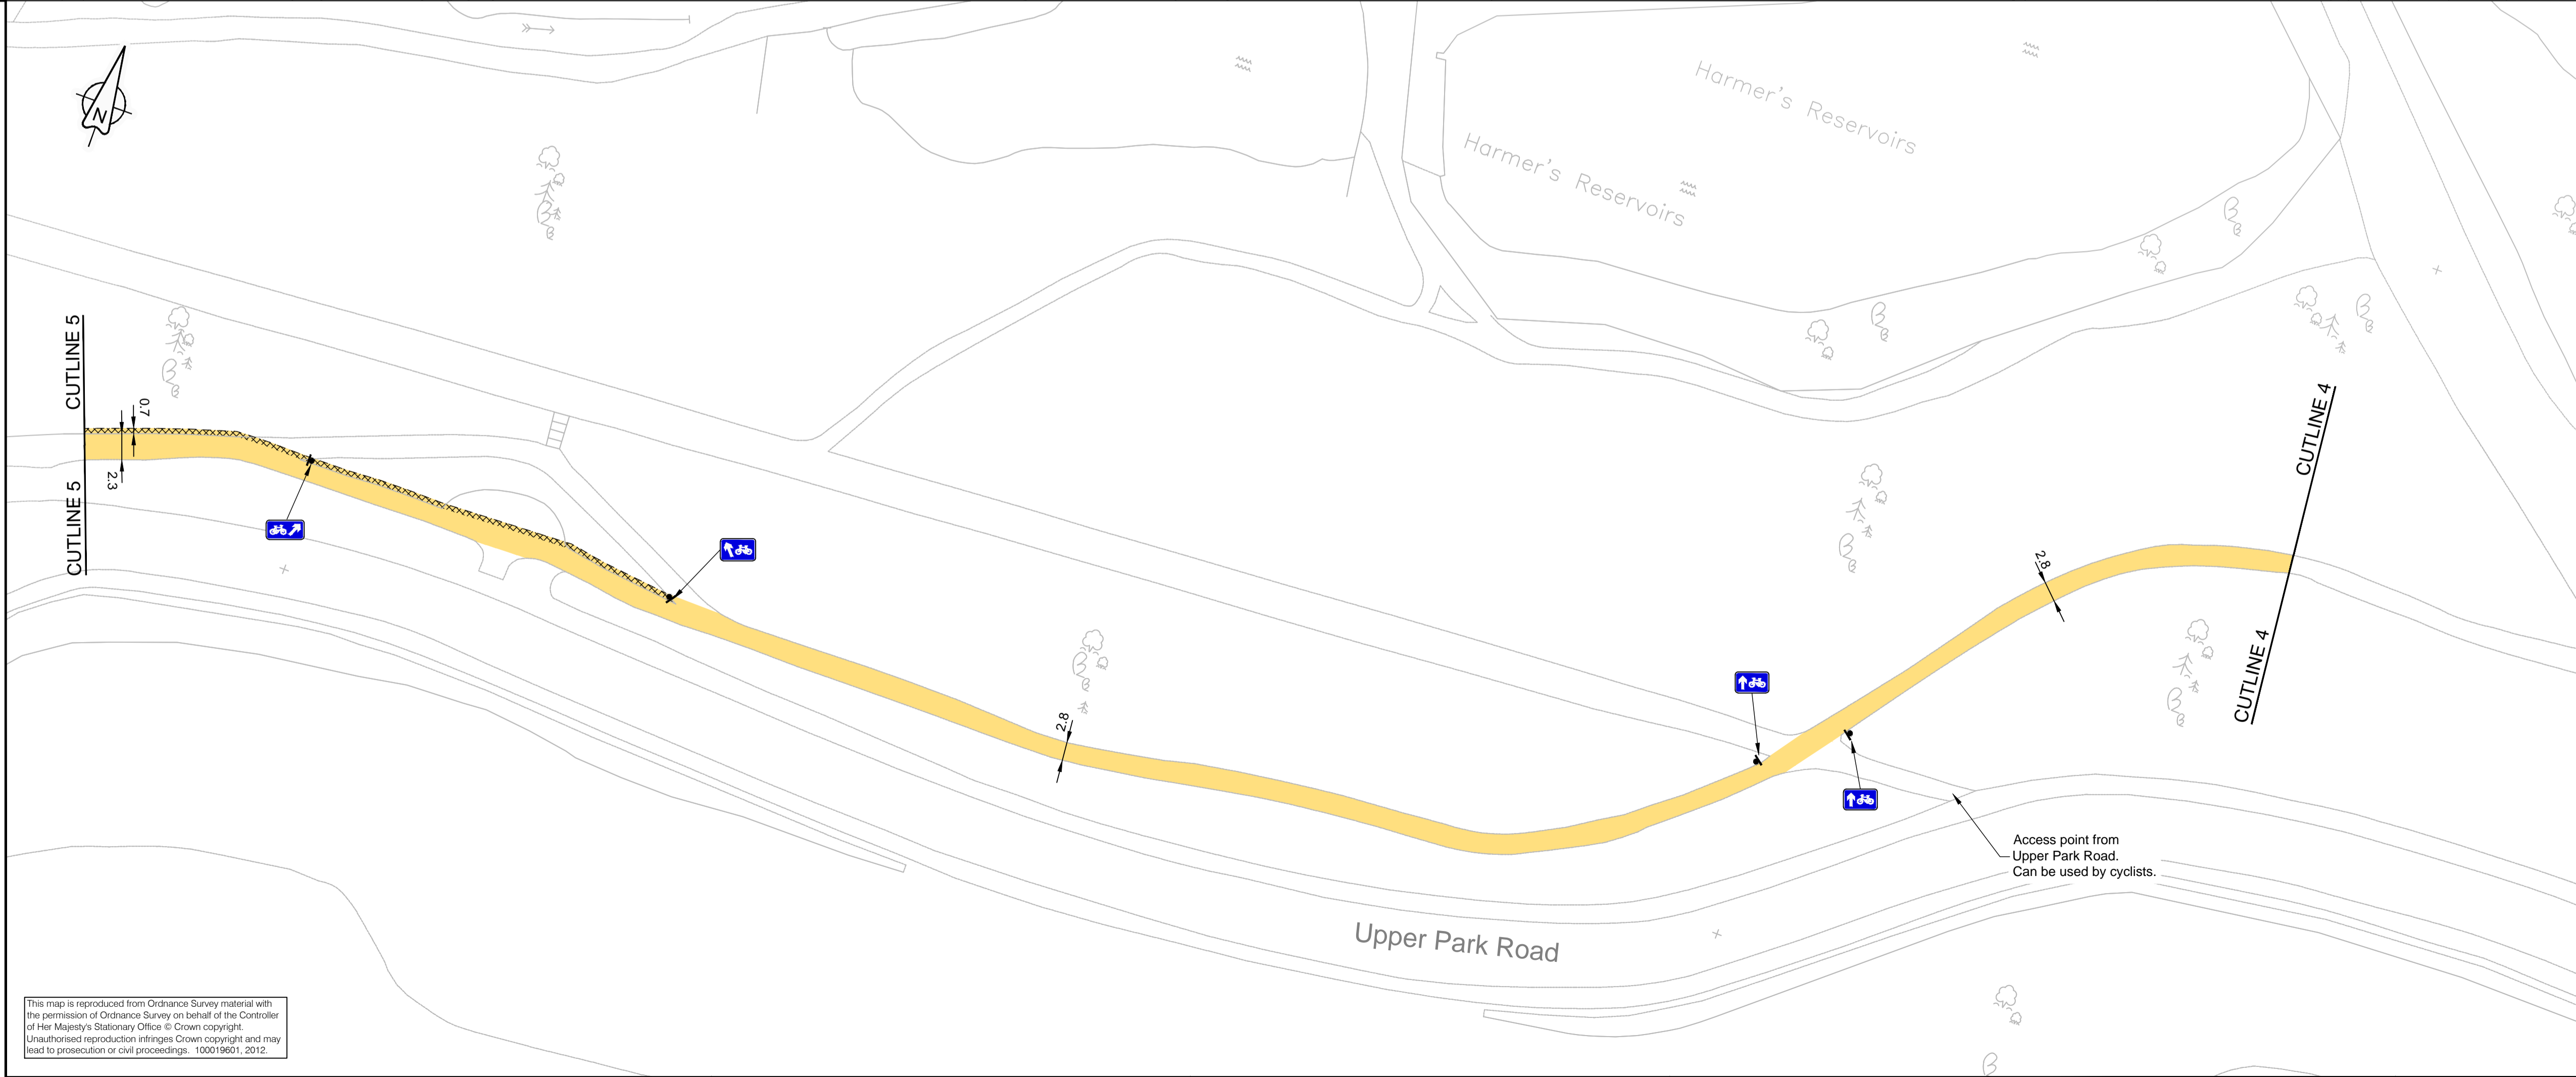 N
Harmer's Reservoirs
Harmer's Reservoirs
CUTLINE 5
CUTLINE 5
0.7
2.3
CUTLINE 4
CUTLINE 4
2.8
2.8
Access point from
Upper Park Road.
Can be used by cyclists.
Upper Park Road
This map is reproduced from Ordnance Survey material with
the permission of Ordnance Survey on behalf of the Controller
of Her Majesty's Stationary Office © Crown copyright.
Unauthorised reproduction infringes Crown copyright and may
lead to prosecution or civil proceedings. 100019601, 2012.